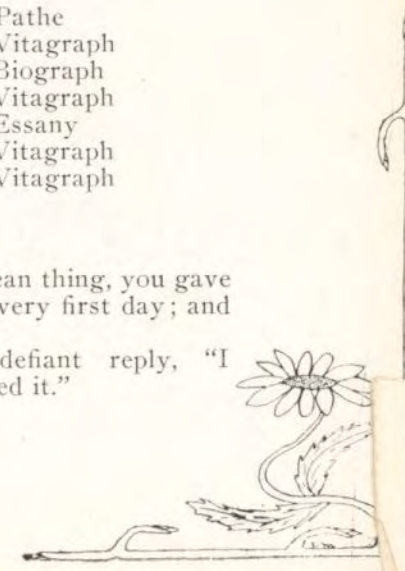 Pathe
Vitagraph
Biograph
Vitagraph
Essany
Vitagraph
Vitagraph
ean thing, you gave
very first day; and
defiant reply, “I
ed it.”